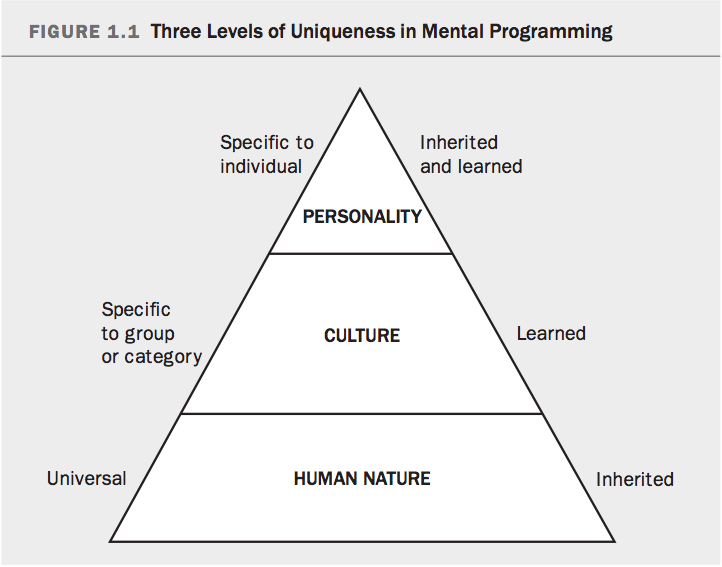 FIGURE 1.1 Three Levels of Uniqueness in Mental Programming
Specific to
individual
Inherited
and learned
PERSONALITY
Specific
to group
or category
CULTURE
Learned
Universal
HUMAN NATURE
Inherited